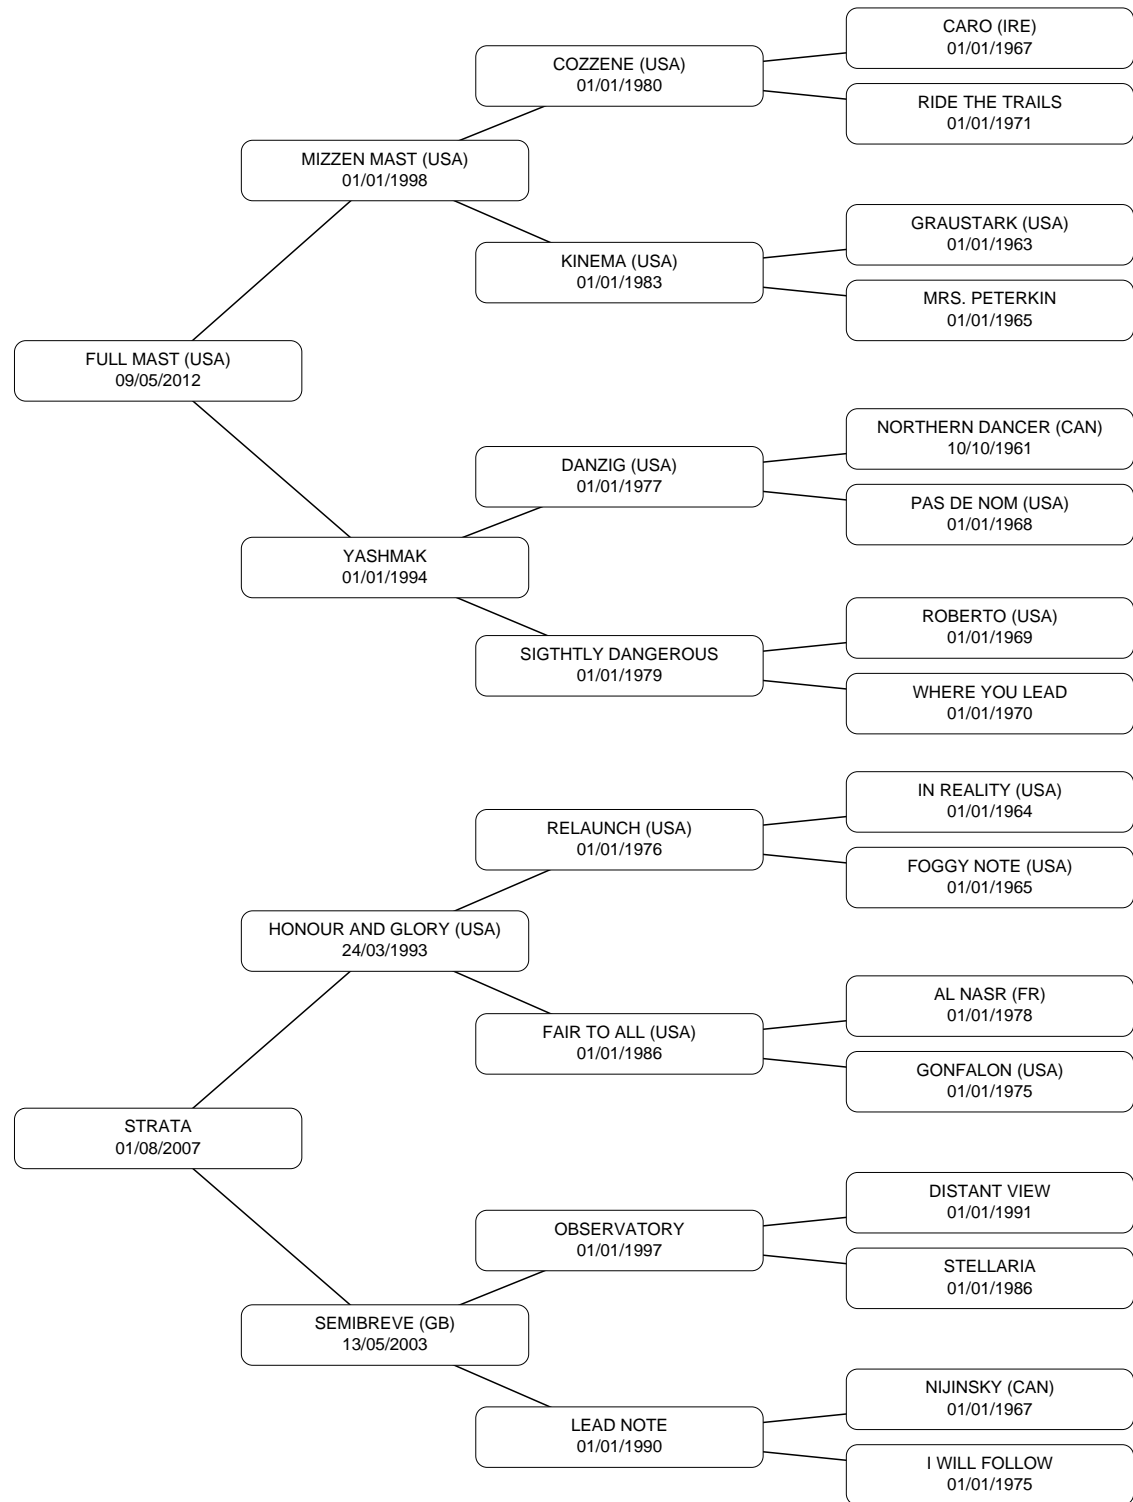 CARO (IRE)
01/01/1967
COZZENE (USA)
01/01/1980
RIDE THE TRAILS
01/01/1971
MIZZEN MAST (USA)
01/01/1998
GRAUSTARK (USA)
01/01/1963
KINEMA (USA)
01/01/1983
MRS. PETERKIN
01/01/1965
FULL MAST (USA)
09/05/2012
NORTHERN DANCER (CAN)
10/10/1961
DANZIG (USA)
01/01/1977
PAS DE NOM (USA)
01/01/1968
YASHMAK
01/01/1994
ROBERTO (USA)
01/01/1969
SIGTHTLY DANGEROUS
01/01/1979
WHERE YOU LEAD
01/01/1970
IN REALITY (USA)
01/01/1964
RELAUNCH (USA)
01/01/1976
FOGGY NOTE (USA)
01/01/1965
HONOUR AND GLORY (USA)
24/03/1993
AL NASR (FR)
01/01/1978
FAIR TO ALL (USA)
01/01/1986
GONFALON (USA)
01/01/1975
STRATA
01/08/2007
DISTANT VIEW
01/01/1991
OBSERVATORY
01/01/1997
STELLARIA
01/01/1986
SEMIBREVE (GB)
13/05/2003
NIJINSKY (CAN)
01/01/1967
LEAD NOTE
01/01/1990
I WILL FOLLOW
01/01/1975